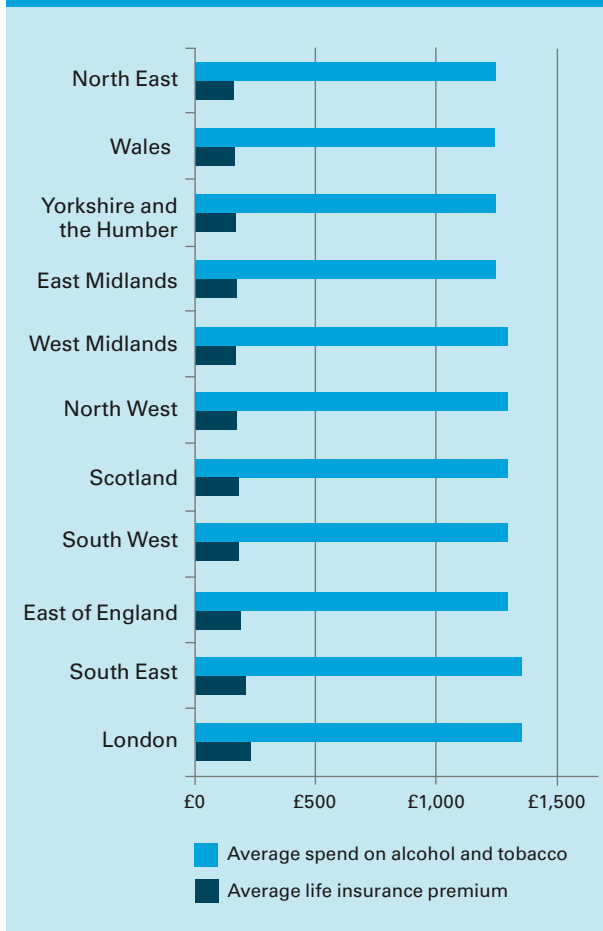 North East
Wales
Yorkshire and
the Humber
East Midlands
West Midlands
North West
Scotland
South West
East of England
South East
London
£0 £500 £1,000 £1,500
Average spend on alcohol and tobacco
Average life insurance premium